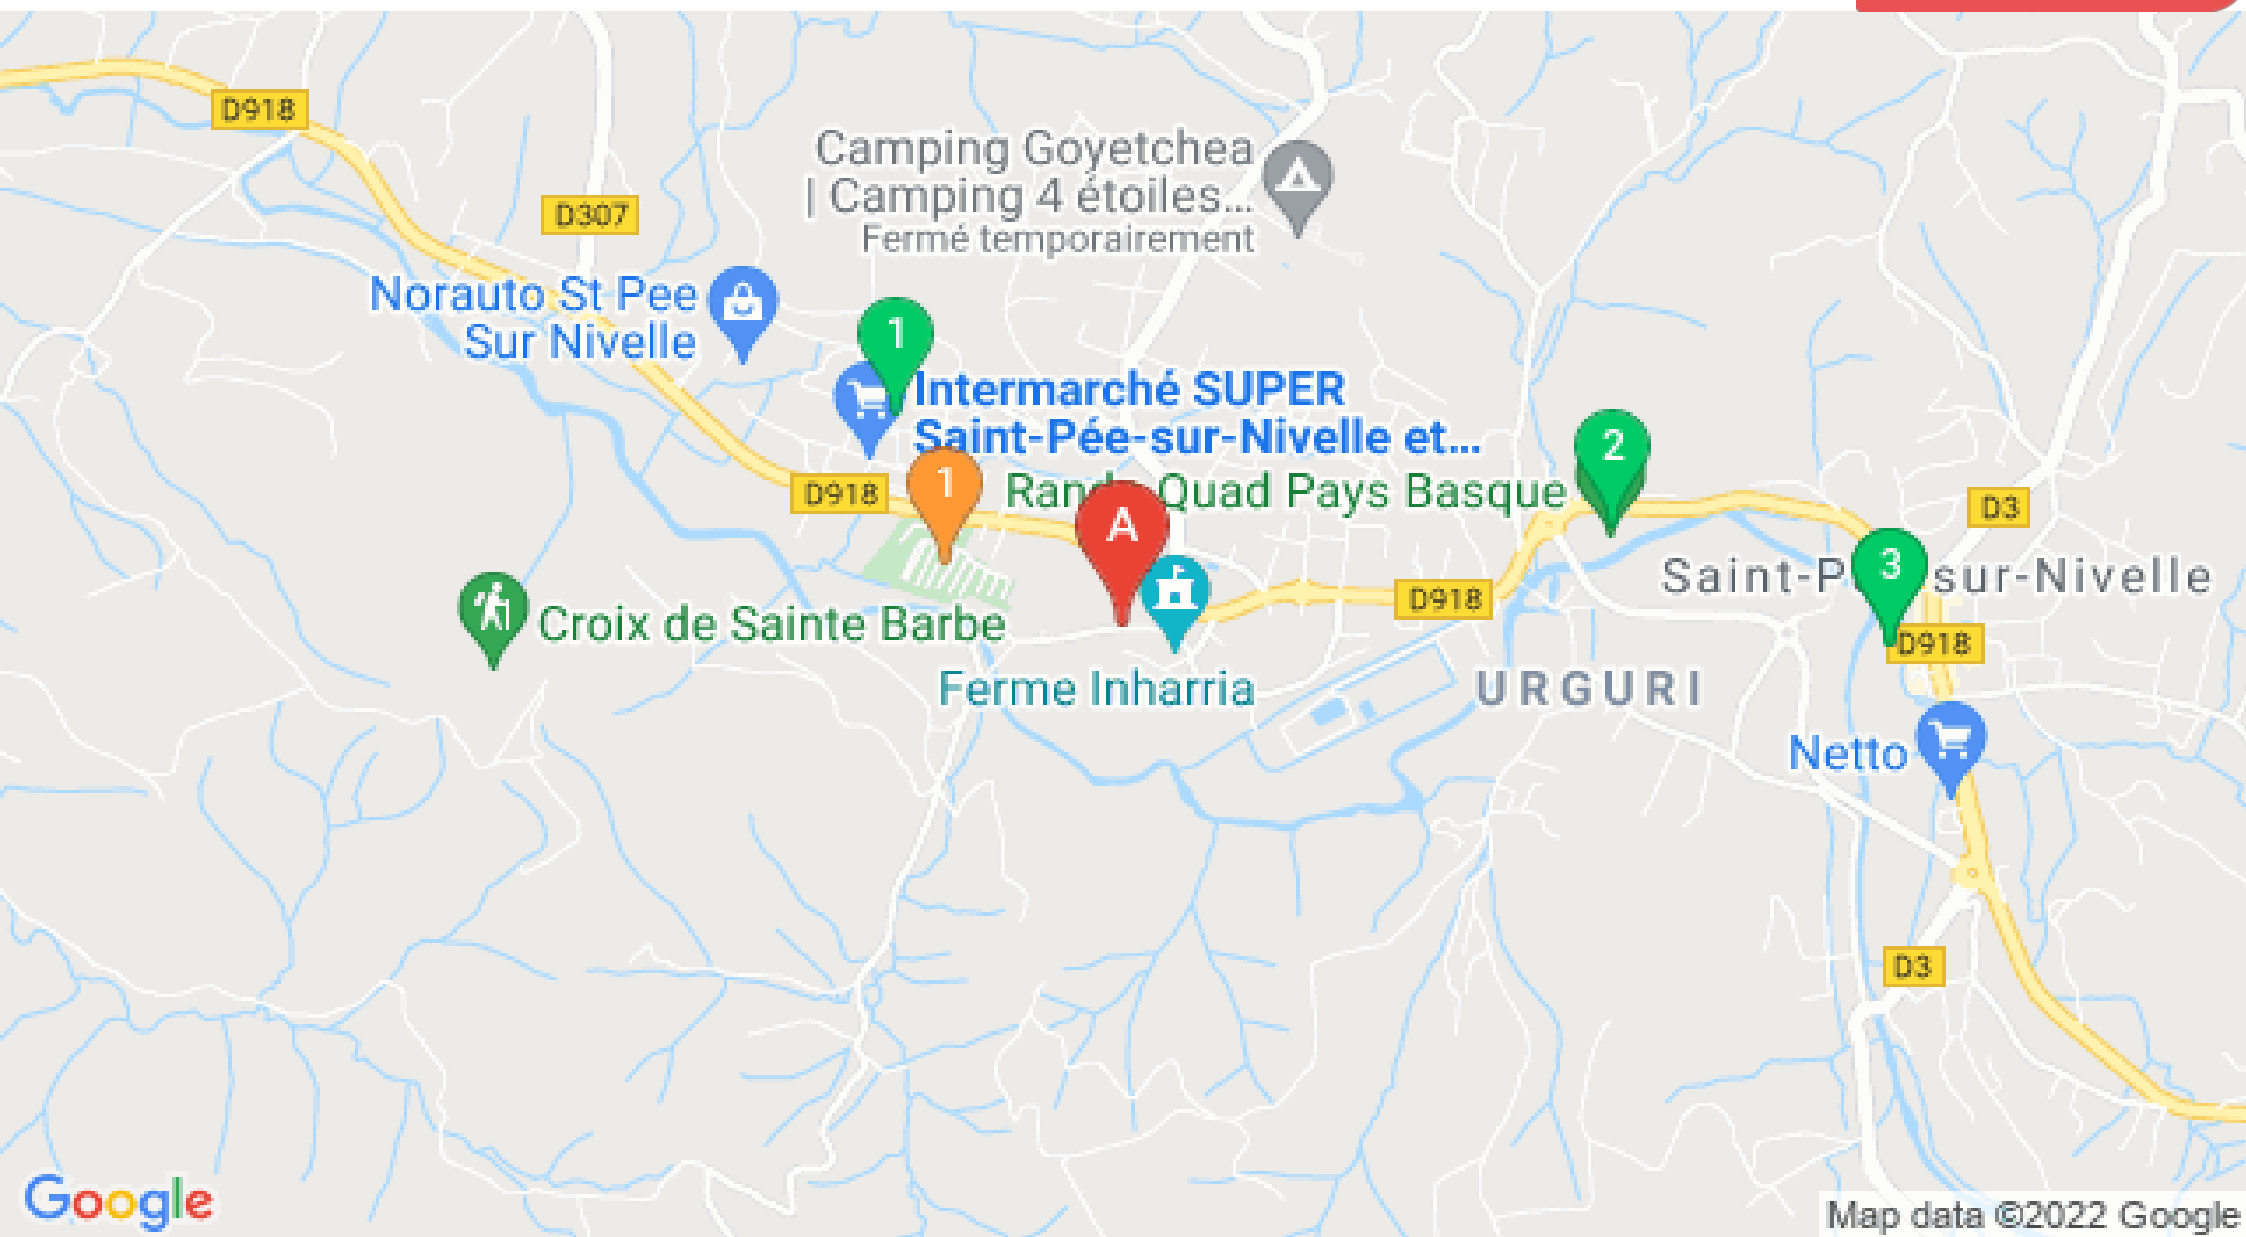 D918
Camping Goyetchea
| Camping 4 étoiles...
Fermé temporairement
D307
Norauto St Pee
Sur Nivelle
1
Intermarché SUPER
Saint-Pée-sur-Nivelle et...
2
1
D918
Quad Pays Basque
A
D3
3
sur-Nivelle
D918
D918
Croix de Sainte Barbe
Ferme Inharria
URGURI
Netto
D3
Google
Map data ©2022 Google